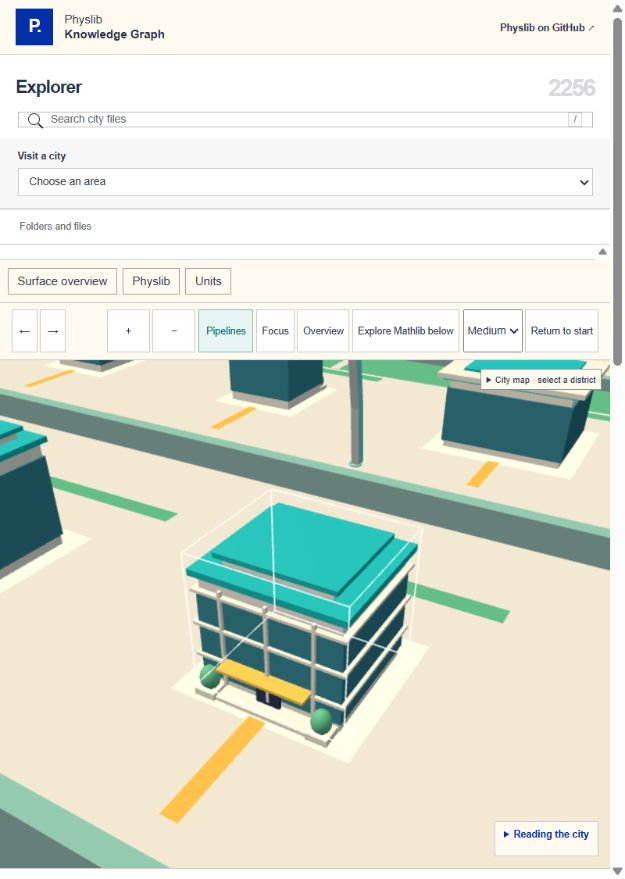 P.
Physlib
Knowledge Graph
Physlib on GitHub ↗
Explorer
2256
Search city files
/
Visit a city
Choose an area
Folders and files
Surface overview
Physlib
Units
← → + − Pipelines Focus Overview Explore Mathlib below Medium Return to start
City map · select a district
Reading the city